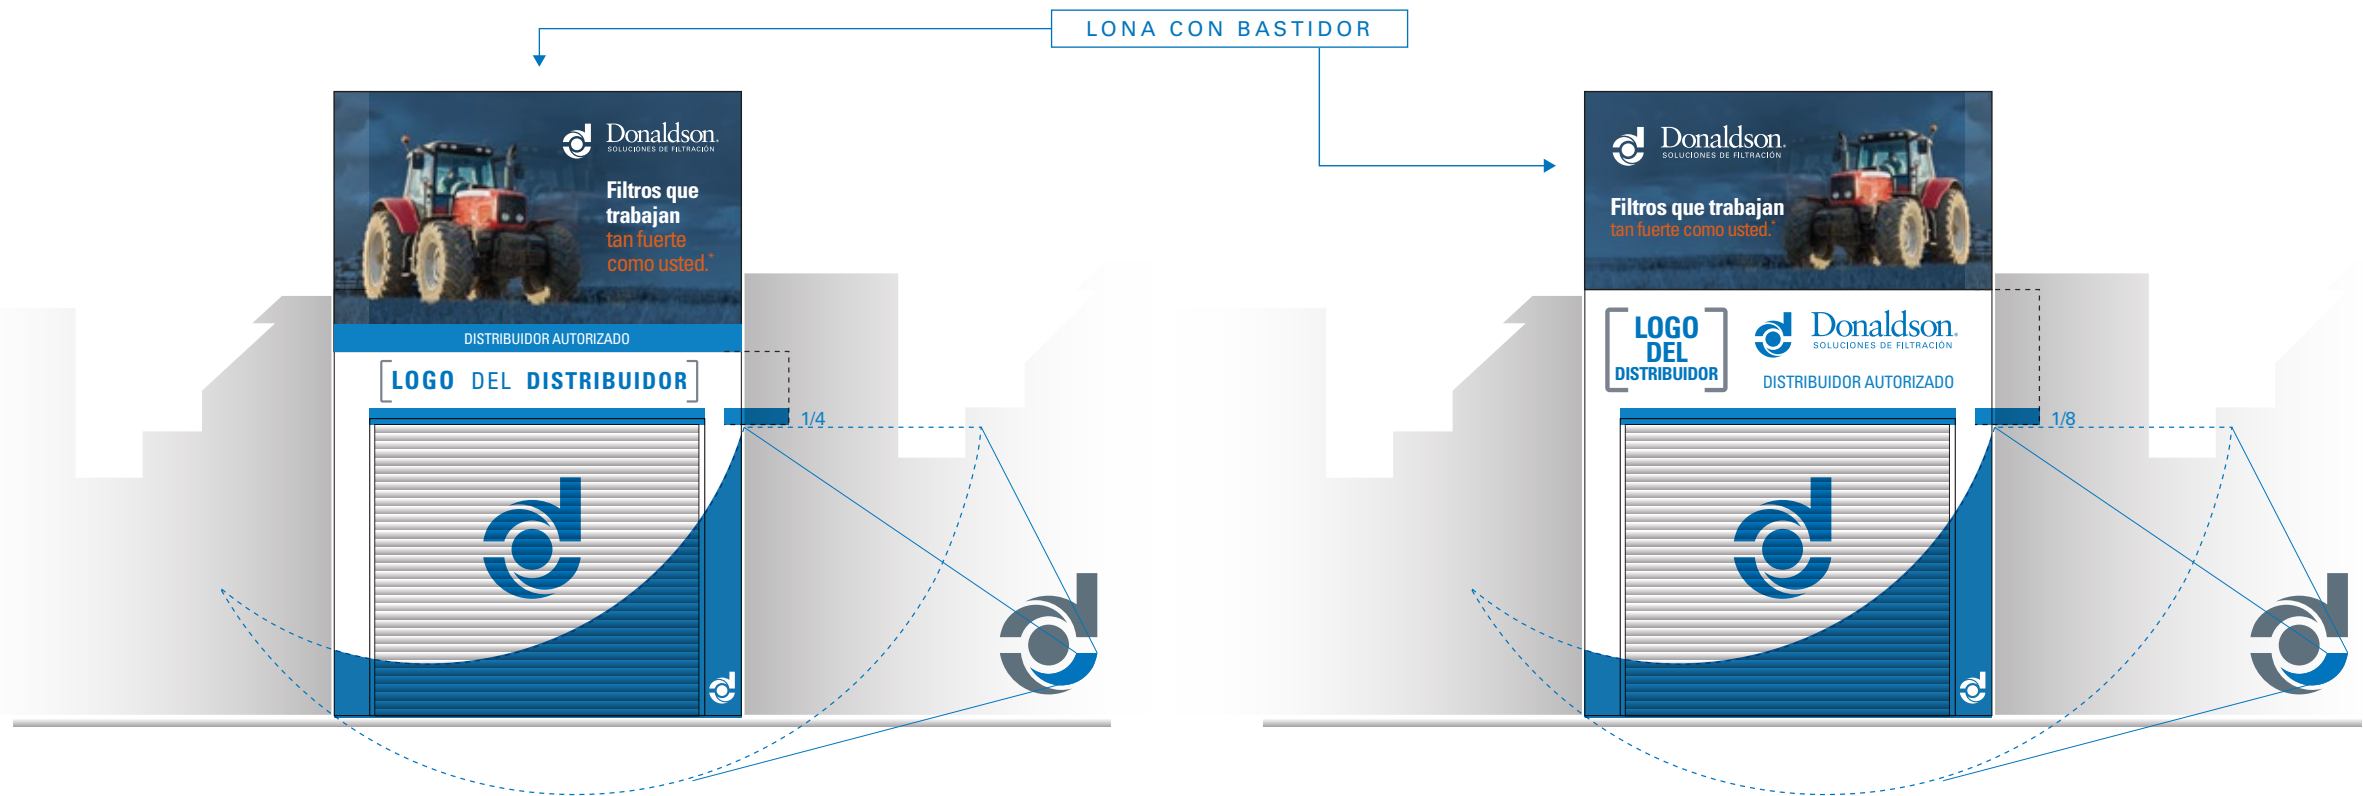 LONA CON BASTIDOR
Donaldson.
SOLUCIONES DE FILTRACIÓN
Filtros que
trabajan
tan fuerte
como usted.*
DISTRIBUIDOR AUTORIZADO
[LOGO DEL DISTRIBUIDOR]
1/4
Donaldson.
SOLUCIONES DE FILTRACIÓN
Filtros que trabajan
tan fuerte como usted.*
LOGO
DEL
DISTRIBUIDOR
Donaldson.
SOLUCIONES DE FILTRACIÓN
DISTRIBUIDOR AUTORIZADO
1/8